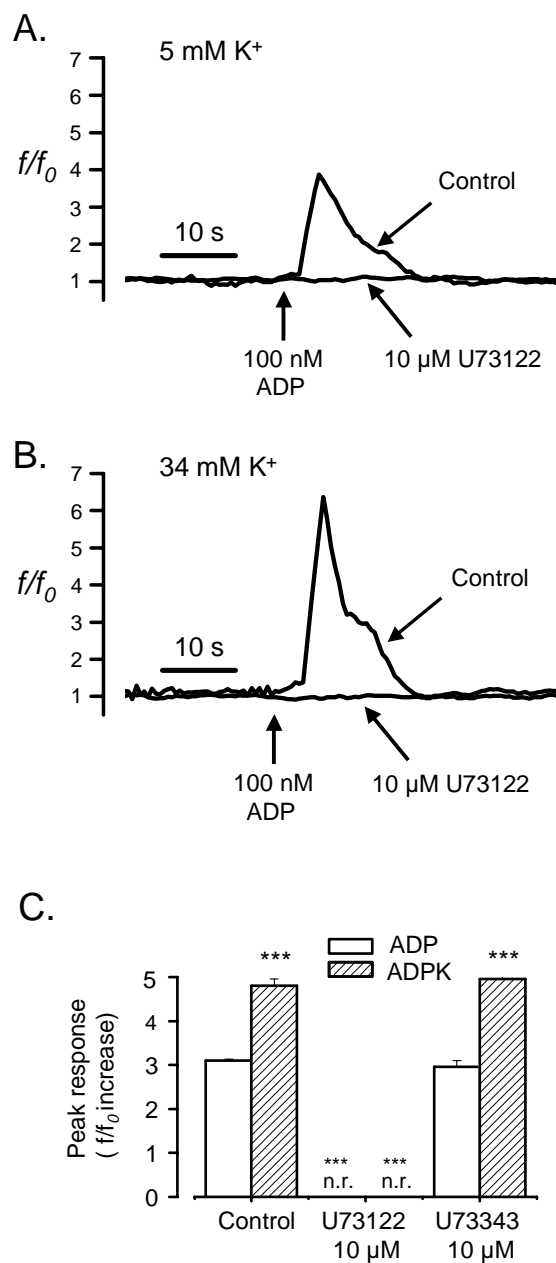 A.
5 mM K⁺
7
6
5
4
3
2
1
f/f₀
Control
10 s
100 nM
ADP
10 µM U73122
B.
34 mM K⁺
7
6
5
4
3
2
1
f/f₀
Control
10 s
100 nM
ADP
10 µM U73122
C.
ADP
ADPK
***
***
5
4
3
2
1
0
Peak response
( f/f₀ increase)
*** ***
n.r. n.r.
Control U73122 U73343
10 µM 10 µM